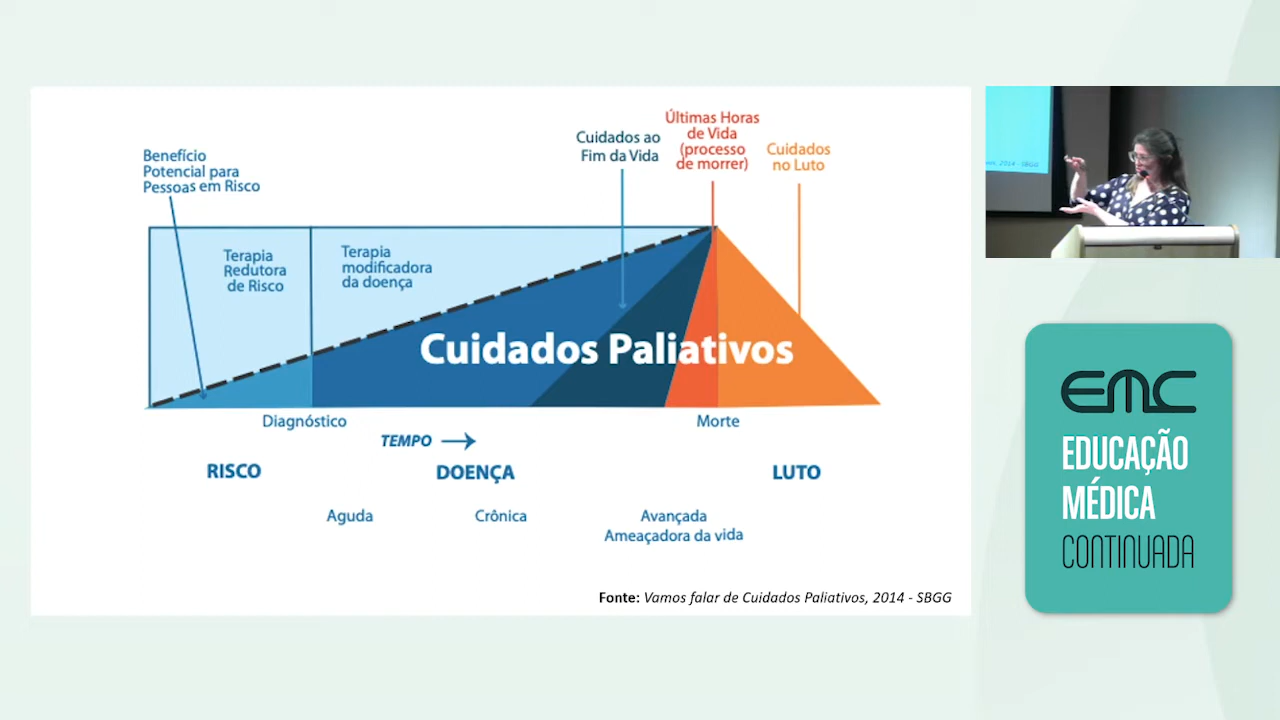 Benefício
Potencial para
Pessoas em Risco
Cuidados ao
Fim da Vida
Últimas Horas
de Vida
(processo
de morrer)
Cuidados
no Luto
Terapia
Redutora
de Risco
Terapia
modificadora
da doença
Cuidados Paliativos
Diagnóstico
Morte
TEMPO
RISCO
DOENÇA
LUTO
Aguda
Crônica
Avançada
Ameaçadora da vida
Fonte: Vamos falar de Cuidados Paliativos, 2014 - SBGG
2014 - SBGG
EMC
EDUCAÇÃO
MÉDICA
CONTINUADA